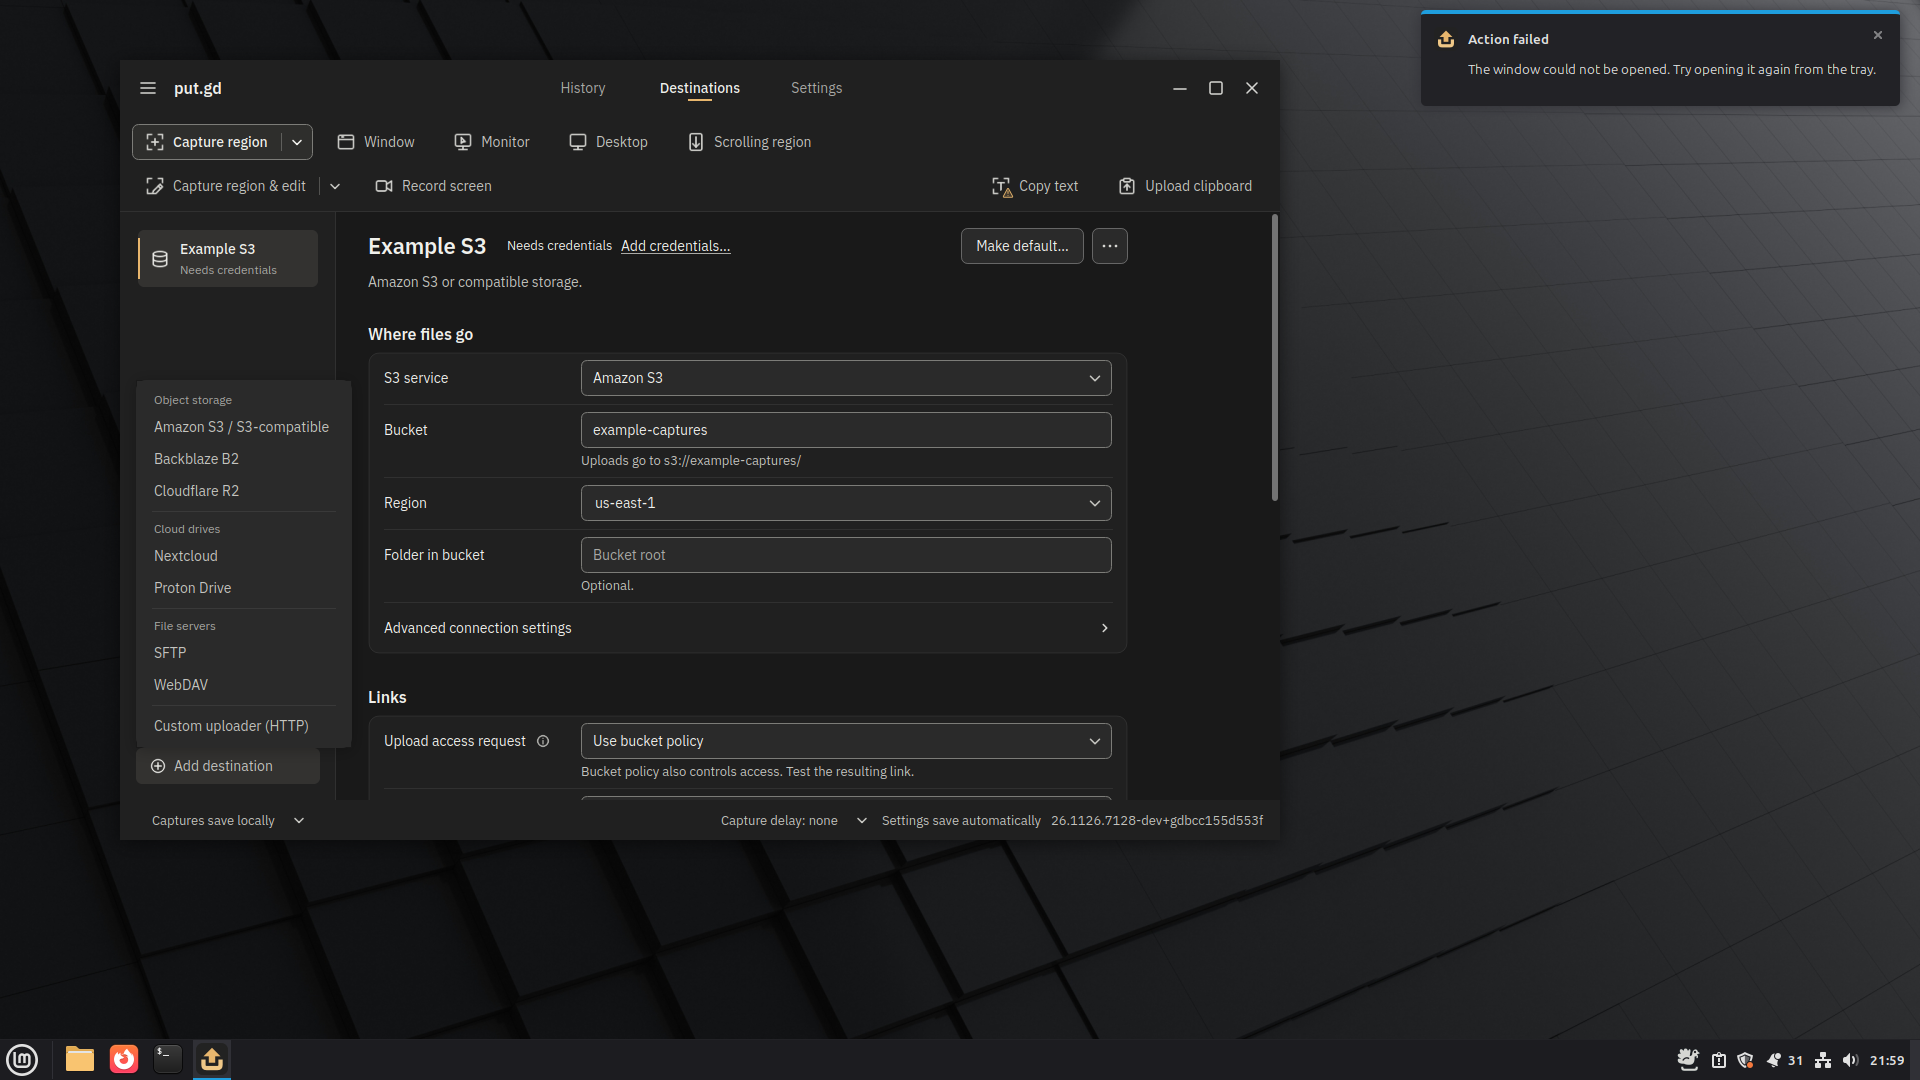 Action failed
The window could not be opened. Try opening it again from the tray.
put.gd
History
Destinations
Settings
Capture region
Window
Monitor
Desktop
Scrolling region
Capture region & edit
Record screen
Copy text
Upload clipboard
Example S3
Needs credentials
Example S3
Needs credentials
Add credentials...
Make default...
Amazon S3 or compatible storage.
Where files go
S3 service
Amazon S3
Bucket
example-captures
Uploads go to s3://example-captures/
Region
us-east-1
Folder in bucket
Bucket root
Optional.
Advanced connection settings
Links
Upload access request
Use bucket policy
Bucket policy also controls access. Test the resulting link.
Object storage
Amazon S3 / S3-compatible
Backblaze B2
Cloudflare R2
Cloud drives
Nextcloud
Proton Drive
File servers
SFTP
WebDAV
Custom uploader (HTTP)
Add destination
Captures save locally
Capture delay: none
Settings save automatically
26.1126.7128-dev+gdbcc155d553f
31
21:59